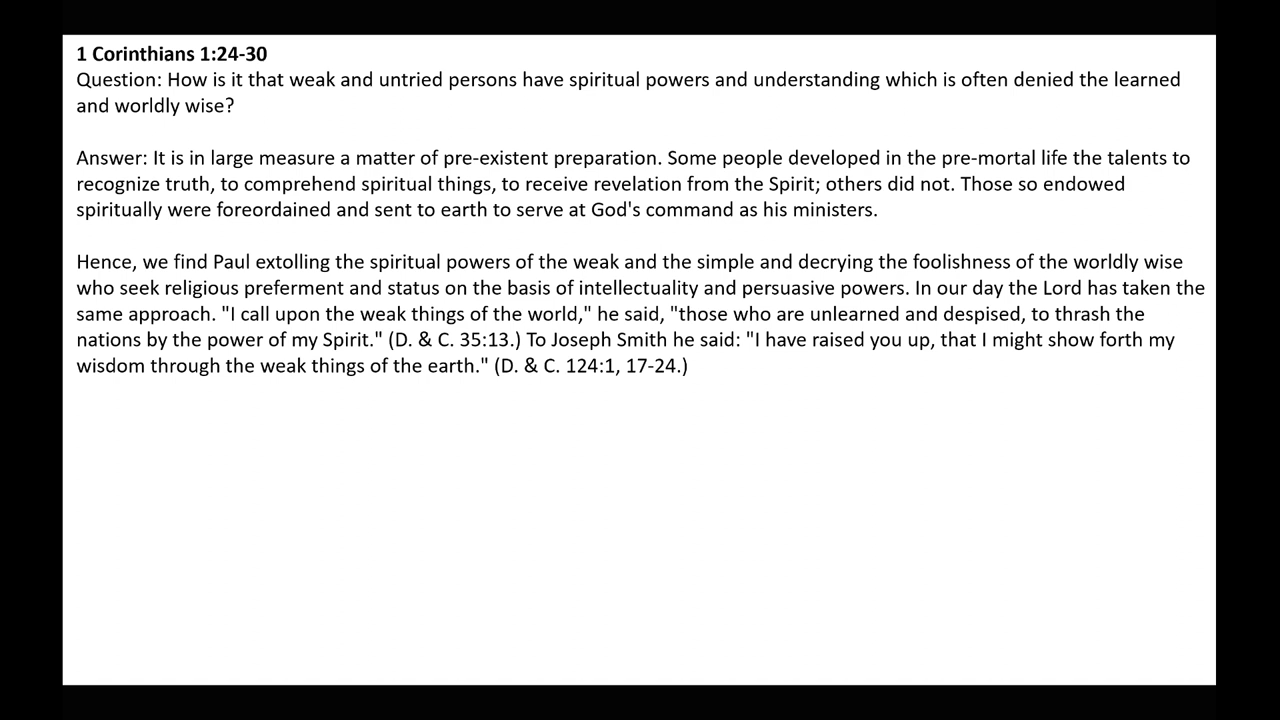 1 Corinthians 1:24-30
Question: How is it that weak and untried persons have spiritual powers and understanding which is often denied the learned
and worldly wise?
Answer: It is in large measure a matter of pre-existent preparation. Some people developed in the pre-mortal life the talents to
recognize truth, to comprehend spiritual things, to receive revelation from the Spirit; others did not. Those so endowed
spiritually were foreordained and sent to earth to serve at God's command as his ministers.
Hence, we find Paul extolling the spiritual powers of the weak and the simple and decrying the foolishness of the worldly wise
who seek religious preferment and status on the basis of intellectuality and persuasive powers. In our day the Lord has taken the
same approach. "I call upon the weak things of the world," he said, "those who are unlearned and despised, to thrash the
nations by the power of my Spirit." (D. & C. 35:13.) To Joseph Smith he said: "I have raised you up, that I might show forth my
wisdom through the weak things of the earth." (D. & C. 124:1, 17-24.)